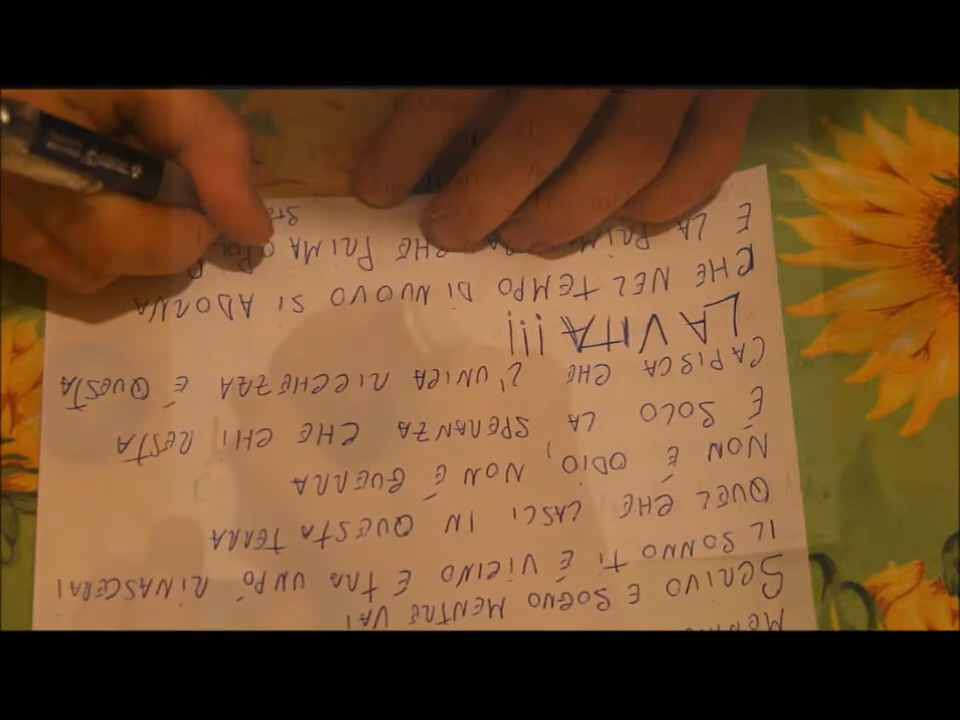 SCRIVO E SOGNO MENTRE VAI
IL SONNO TI È VICINO E TRA UN PÒ RINASCERAI
QUEL CHE LASCI IN QUESTA TERRA
NON È ODIO, NON È GUERRA
È SOLO LA SPERANZA CHE CHI RESTA
CAPISCA CHE L'UNICA RICCHEZZA È QUESTA
LA VITA!!!
CHE NEL TEMPO DI NUOVO SI ADORNA
E LA CHE PRIMA O POI